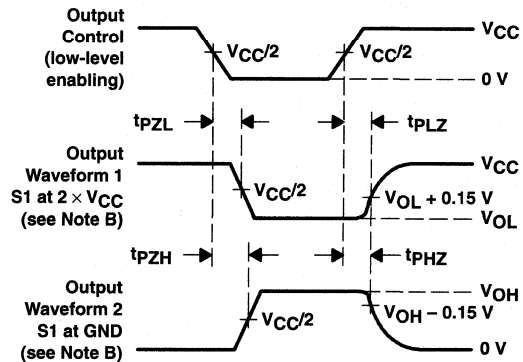 Output
Control
(low-level
enabling)
VCC/2
VCC/2
VCC
0 V
tPZL
tPLZ
Output
Waveform 1
S1 at 2 × VCC
(see Note B)
VCC/2
VCC
VOL + 0.15 V
VOL
tPZH
tPHZ
Output
Waveform 2
S1 at GND
(see Note B)
VCC/2
VOH
VOH − 0.15 V
0 V